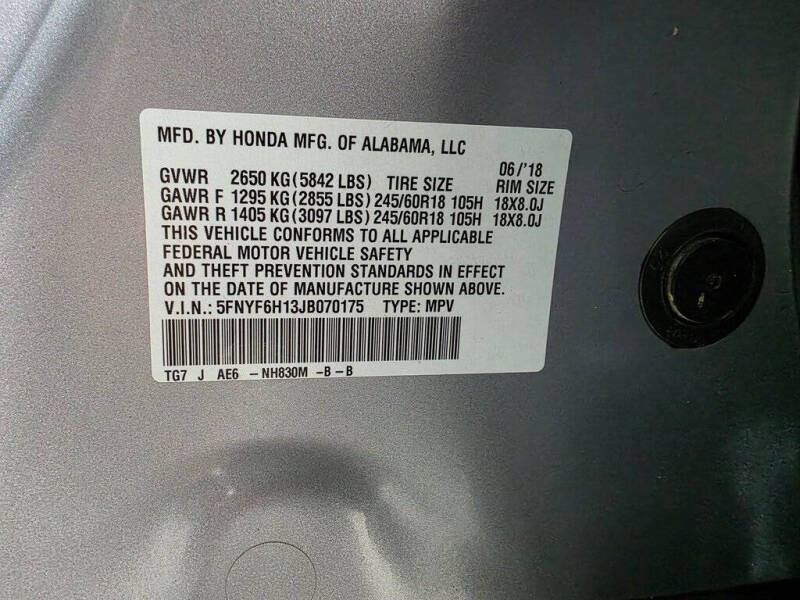 MFD. BY HONDA MFG. OF ALABAMA, LLC
06/'18
GVWR 2650 KG(5842 LBS) TIRE SIZE RIM SIZE
GAWR F 1295 KG(2855 LBS)245/60R18 105H 18X8.0J
GAWR R 1405 KG(3097 LBS)245/60R18 105H 18X8.0J
THIS VEHICLE CONFORMS TO ALL APPLICABLE
FEDERAL MOTOR VEHICLE SAFETY
AND THEFT PREVENTION STANDARDS IN EFFECT
ON THE DATE OF MANUFACTURE SHOWN ABOVE.
V.I.N.: 5FNYF6H13JB070175 TYPE: MPV
TG7 J AE6 - NH830M -B - B